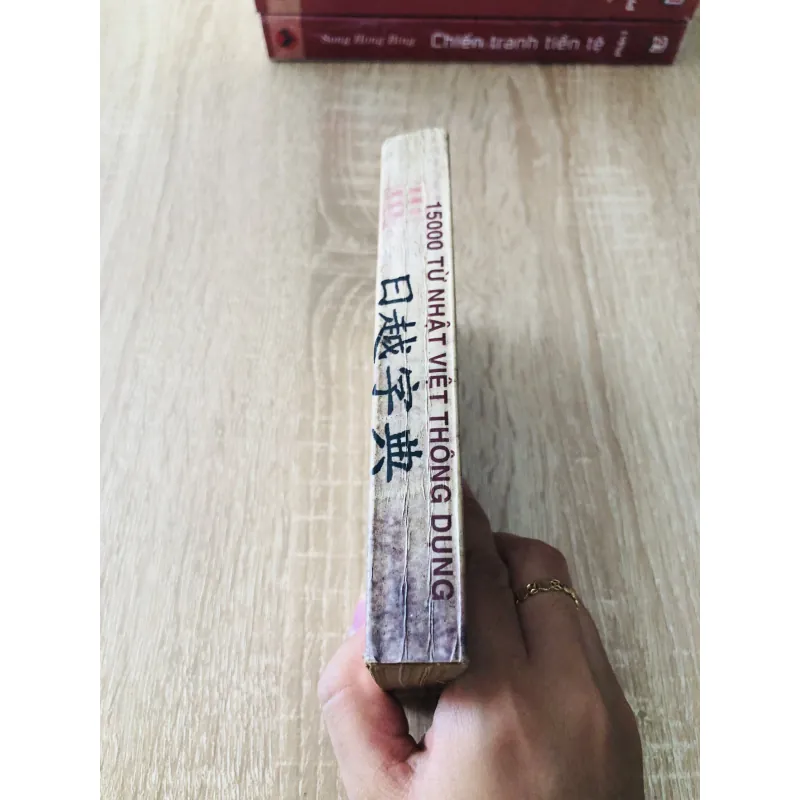 Song Hong Bing Chiến tranh tiền tệ
15000 TỪ NHẬT VIỆT THÔNG DỤNG
日越字典